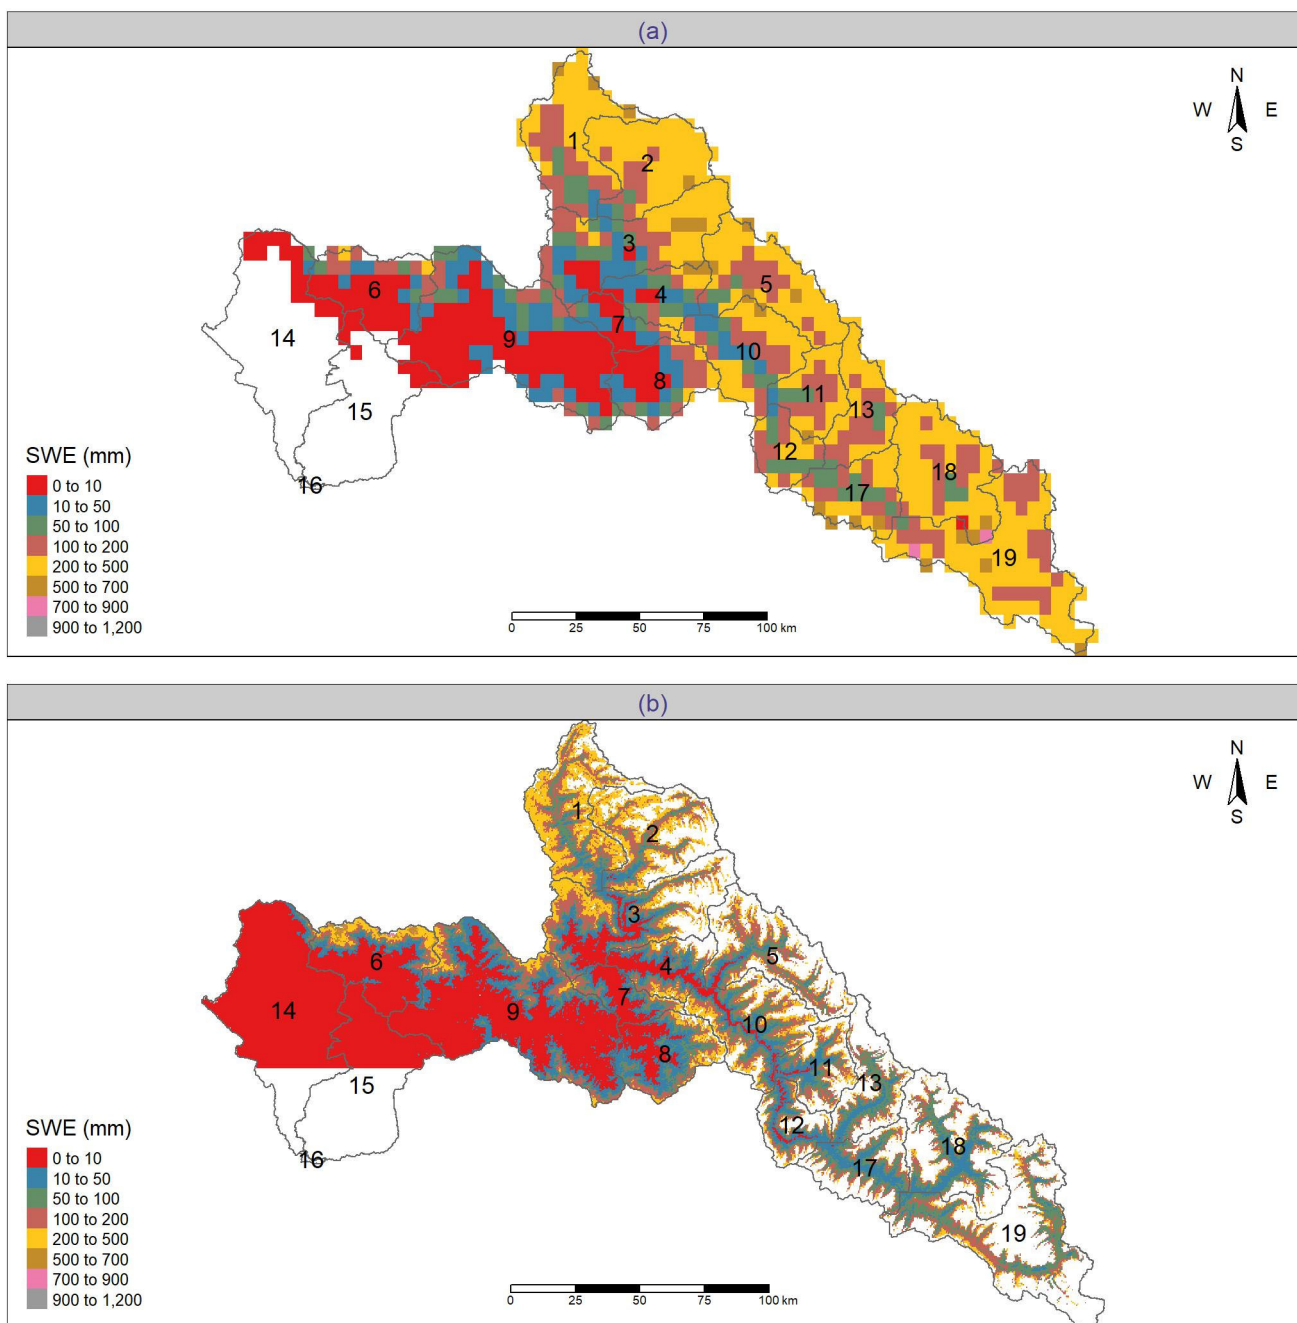 (a)
N
W E
S
1
2
3
5
6
4
14
7
9
10
8
11
15
13
12
SWE (mm)
18
16
17
0 to 10
10 to 50
50 to 100
100 to 200
19
200 to 500
500 to 700
700 to 900
900 to 1,200
0 25 50 75 100 km
(b)
N
W E
S
1
2
3
5
6
4
7
14
9
10
8
11
15
13
12
SWE (mm)
18
16
17
0 to 10
10 to 50
50 to 100
100 to 200
19
200 to 500
500 to 700
700 to 900
900 to 1,200
0 25 50 75 100 km